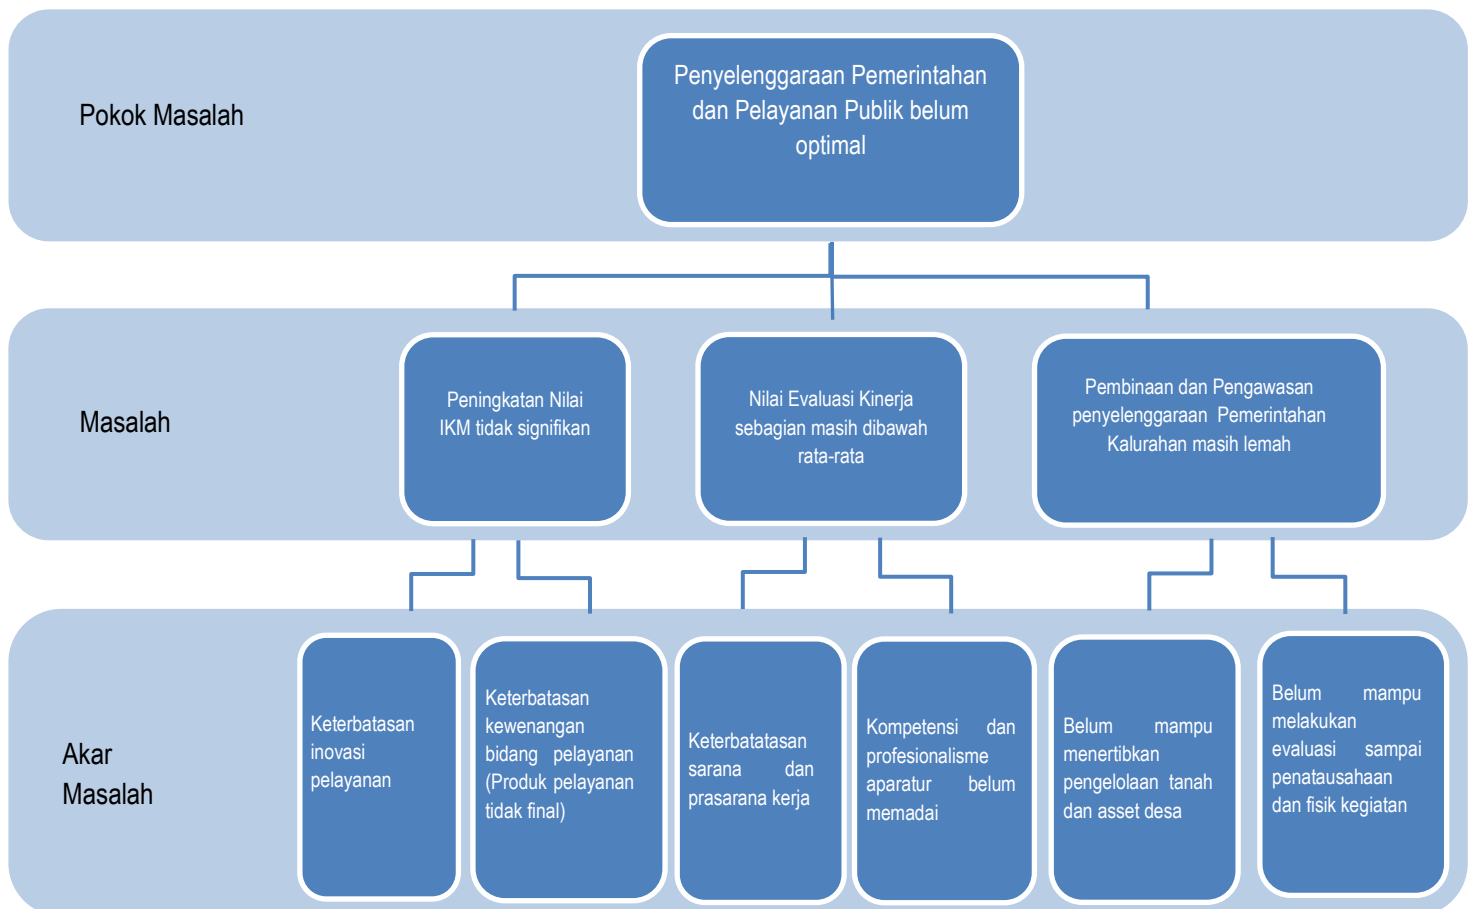 Pokok Masalah
Penyelenggaraan Pemerintahan
dan Pelayanan Publik belum
optimal
Masalah
Peningkatan Nilai
IKM tidak signifikan
Nilai Evaluasi Kinerja
sebagian masih dibawah
rata-rata
Pembinaan dan Pengawasan
penyelenggaraan Pemerintahan
Kalurahan masih lemah
Akar
Masalah
Keterbatasan
inovasi
pelayanan
Keterbatasan
kewenangan
bidang pelayanan
(Produk pelayanan
tidak final)
Keterbatatasan
sarana dan
prasarana kerja
Kompetensi dan
profesionalisme
aparatur belum
memadai
Belum mampu
menertibkan
pengelolaan tanah
dan asset desa
Belum mampu
melakukan
evaluasi sampai
penatausahaan
dan fisik kegiatan